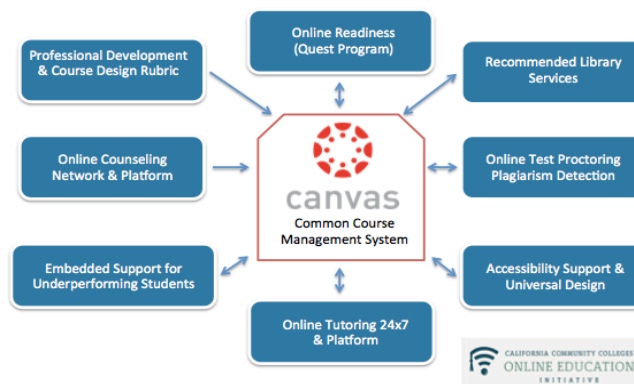 Online Readiness
(Quest Program)
Professional Development
& Course Design Rubric
Recommended Library
Services
Online Counseling
Network & Platform
canvas
Common Course
Management System
Online Test Proctoring
Plagiarism Detection
Embedded Support for
Underperforming Students
Accessibility Support &
Universal Design
Online Tutoring 24x7
& Platform
CALIFORNIA COMMUNITY COLLEGES
ONLINE EDUCATION
INITIATIVE